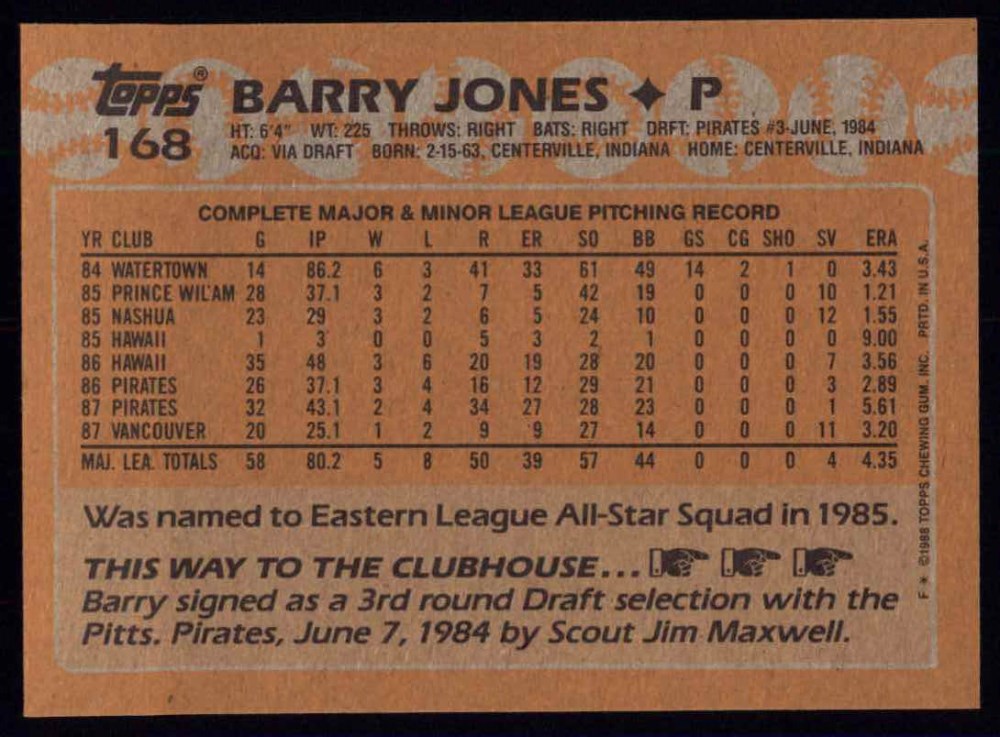 Topps® BARRY JONES ✦ P
168
HT: 6'4" WT: 225 THROWS: RIGHT BATS: RIGHT DRFT: PIRATES #3-JUNE, 1984
ACQ: VIA DRAFT BORN: 2-15-63, CENTERVILLE, INDIANA HOME: CENTERVILLE, INDIANA
COMPLETE MAJOR & MINOR LEAGUE PITCHING RECORD
YR CLUB G IP W L R ER SO BB GS CG SHO SV ERA
84 WATERTOWN 14 86.2 6 3 41 33 61 49 14 2 1 0 3.43
85 PRINCE WIL'AM 28 37.1 3 2 7 5 42 19 0 0 0 10 1.21
85 NASHUA 23 29 3 2 6 5 24 10 0 0 0 12 1.55
85 HAWAII 1 3 0 0 5 3 2 1 0 0 0 0 9.00
86 HAWAII 35 48 3 6 20 19 28 20 0 0 0 7 3.56
86 PIRATES 26 37.1 3 4 16 12 29 21 0 0 0 3 2.89
87 PIRATES 32 43.1 2 4 34 27 28 23 0 0 0 1 5.61
87 VANCOUVER 20 25.1 1 2 9 9 27 14 0 0 0 11 3.20
MAJ. LEA. TOTALS 58 80.2 5 8 50 39 57 44 0 0 0 4 4.35
Was named to Eastern League All-Star Squad in 1985.
THIS WAY TO THE CLUBHOUSE...
Barry signed as a 3rd round Draft selection with the
Pitts. Pirates, June 7, 1984 by Scout Jim Maxwell.
F* ©1988 TOPPS CHEWING GUM, INC. PRTD. IN U.S.A.